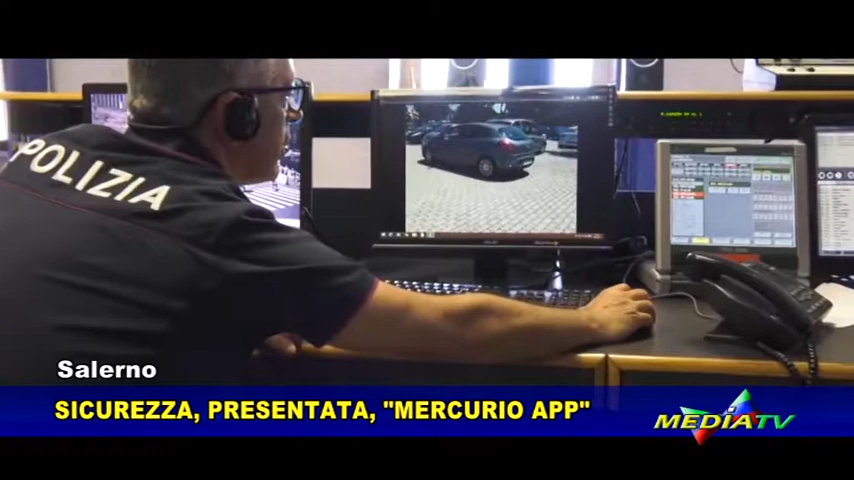 POLIZIA
Salerno
SICUREZZA, PRESENTATA, "MERCURIO APP"
MEDIATV